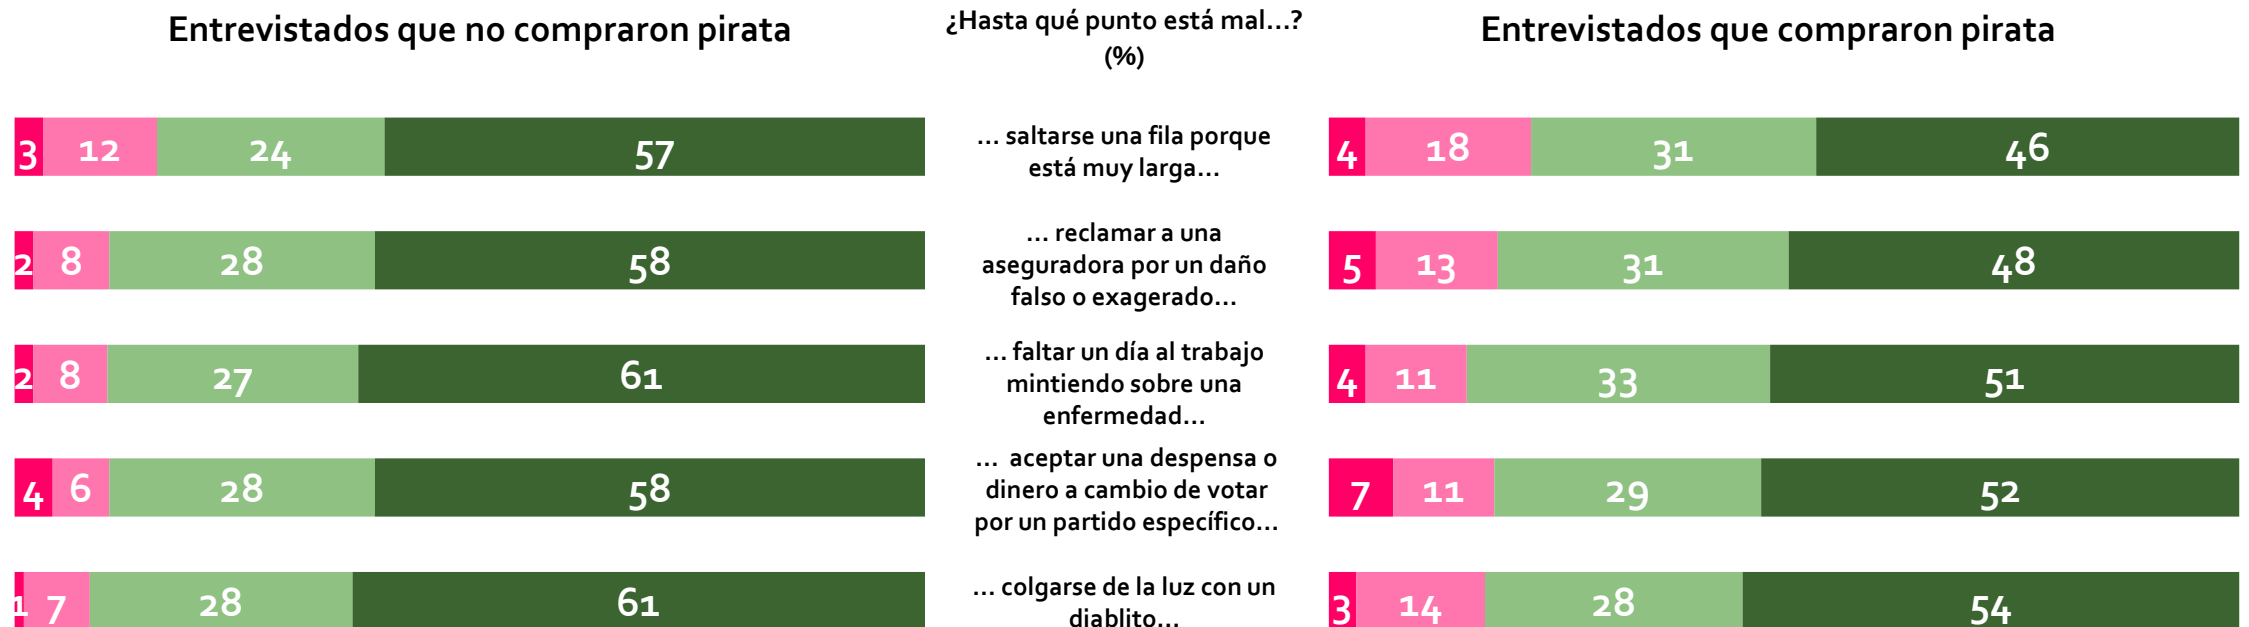 Entrevistados que no compraron pirata
¿Hasta qué punto está mal...?
(%)
Entrevistados que compraron pirata
3 12 24 57
... saltarse una fila porque
está muy larga...
4 18 31 46
2 8 28 58
... reclamar a una
aseguradora por un daño
falso o exagerado...
5 13 31 48
2 8 27 61
... faltar un día al trabajo
mintiendo sobre una
enfermedad...
4 11 33 51
4 6 28 58
... aceptar una despensa o
dinero a cambio de votar
por un partido específico...
7 11 29 52
1 7 28 61
... colgarse de la luz con un
diablito...
3 14 28 54